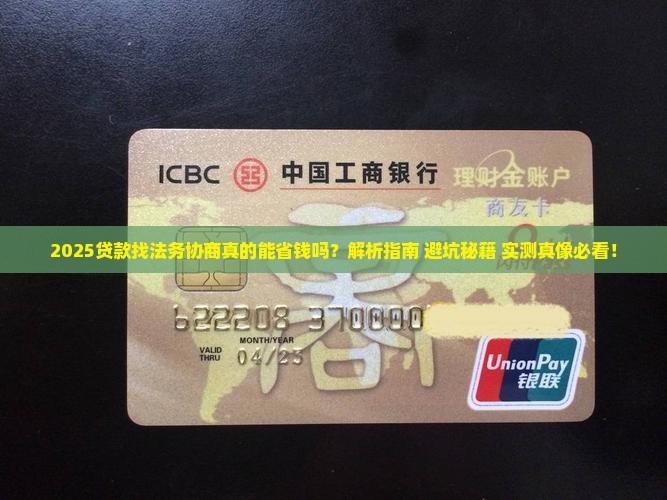 ICBC 中国工商银行 理财金账户
商友卡
2025贷款找法务协商真的能省钱吗？解析指南 避坑秘籍 实测真像必看！
622208 370000
MONTH/YEAR
VALID THRU 04/23
商
UnionPay
银联